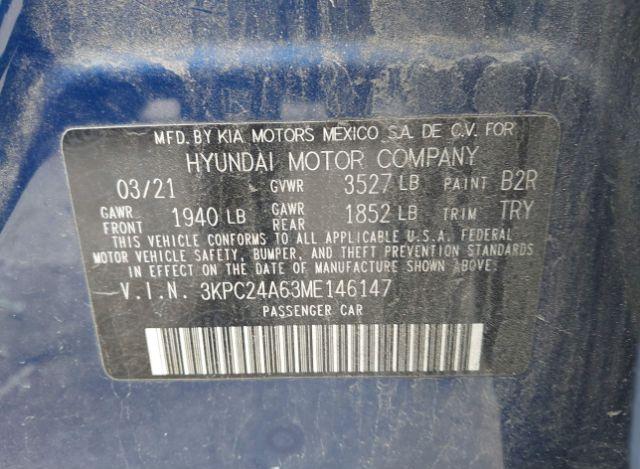 MFD. BY KIA MOTORS MEXICO S.A. DE C.V. FOR
HYUNDAI MOTOR COMPANY
03/21 GVWR 3527 LB PAINT B2R
GAWR FRONT 1940 LB GAWR REAR 1852 LB TRIM TRY
THIS VEHICLE CONFORMS TO ALL APPLICABLE U.S.A. FEDERAL
MOTOR VEHICLE SAFETY, BUMPER, AND THEFT PREVENTION STANDARDS
IN EFFECT ON THE DATE OF MANUFACTURE SHOWN ABOVE.
V.I.N. 3KPC24A63ME146147
PASSENGER CAR